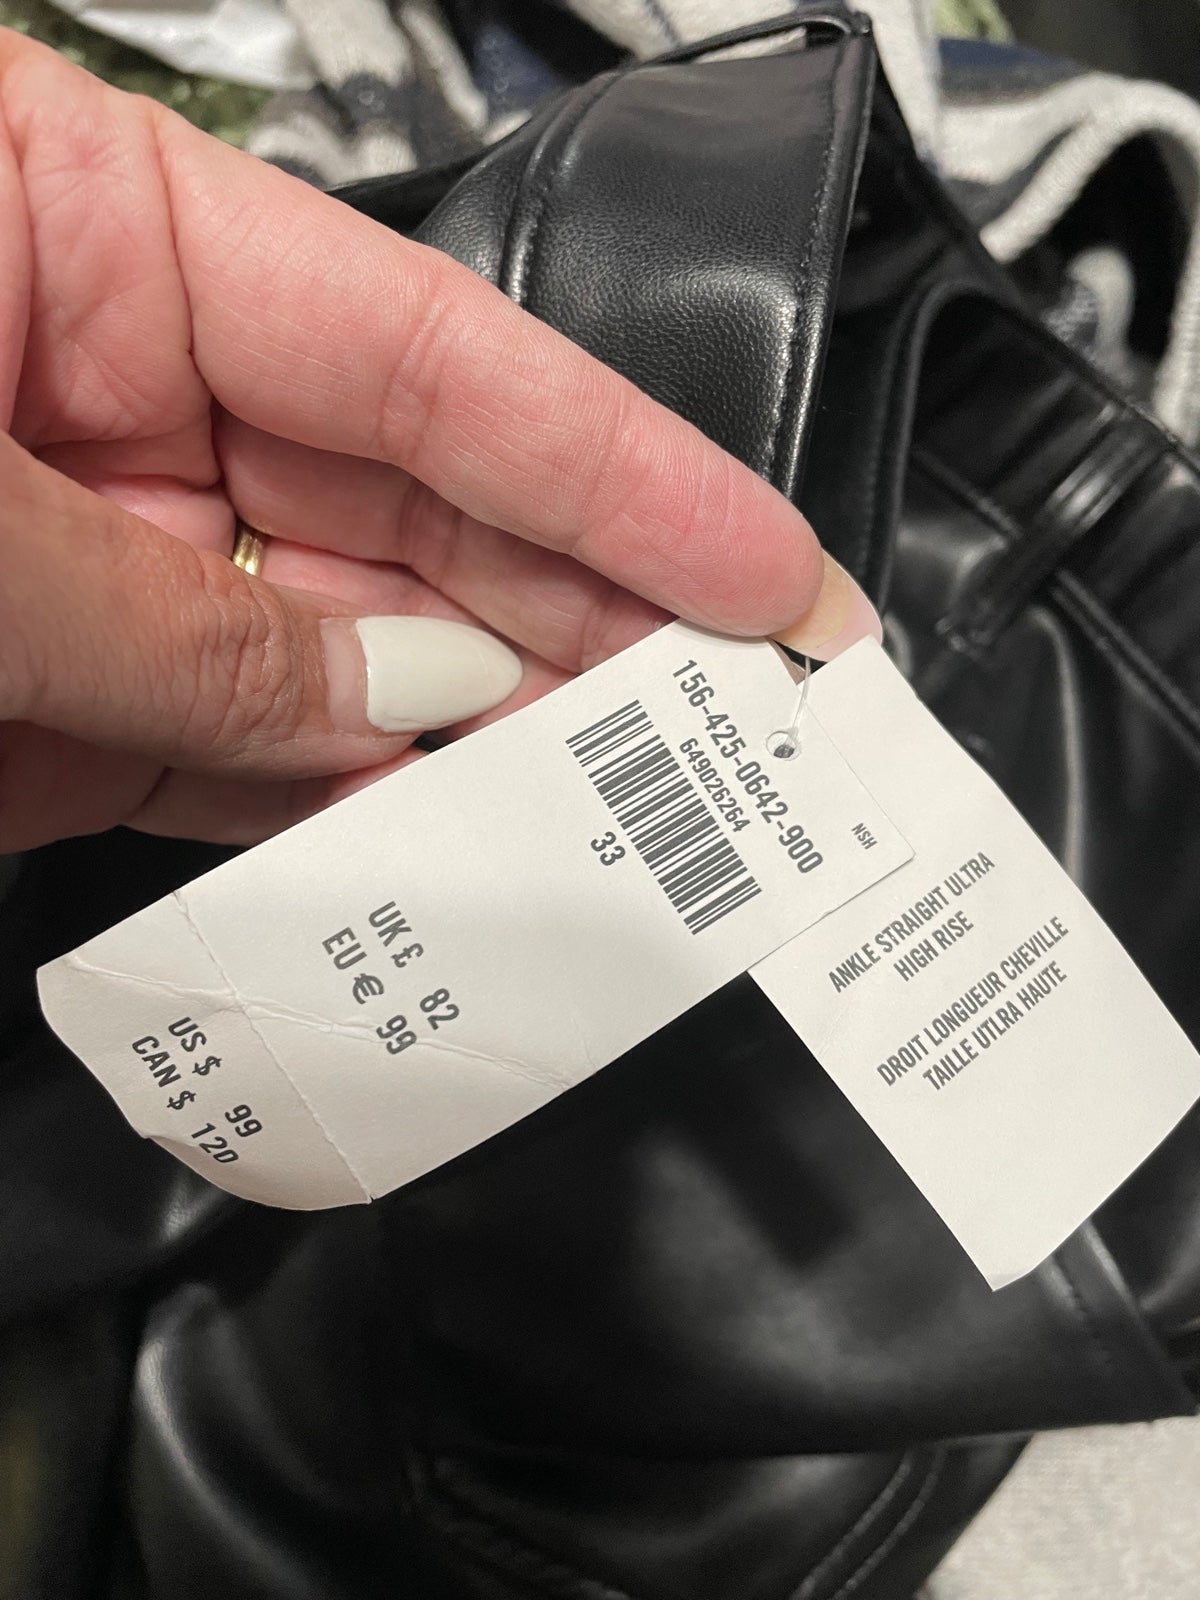 156-425-0642-900
649026264
33
NSH
UK £ 82
EU € 99
US $ 99
CAN $ 120
ANKLE STRAIGHT ULTRA
HIGH RISE
DROIT LONGUEUR CHEVILLE
TAILLE UTLRA HAUTE